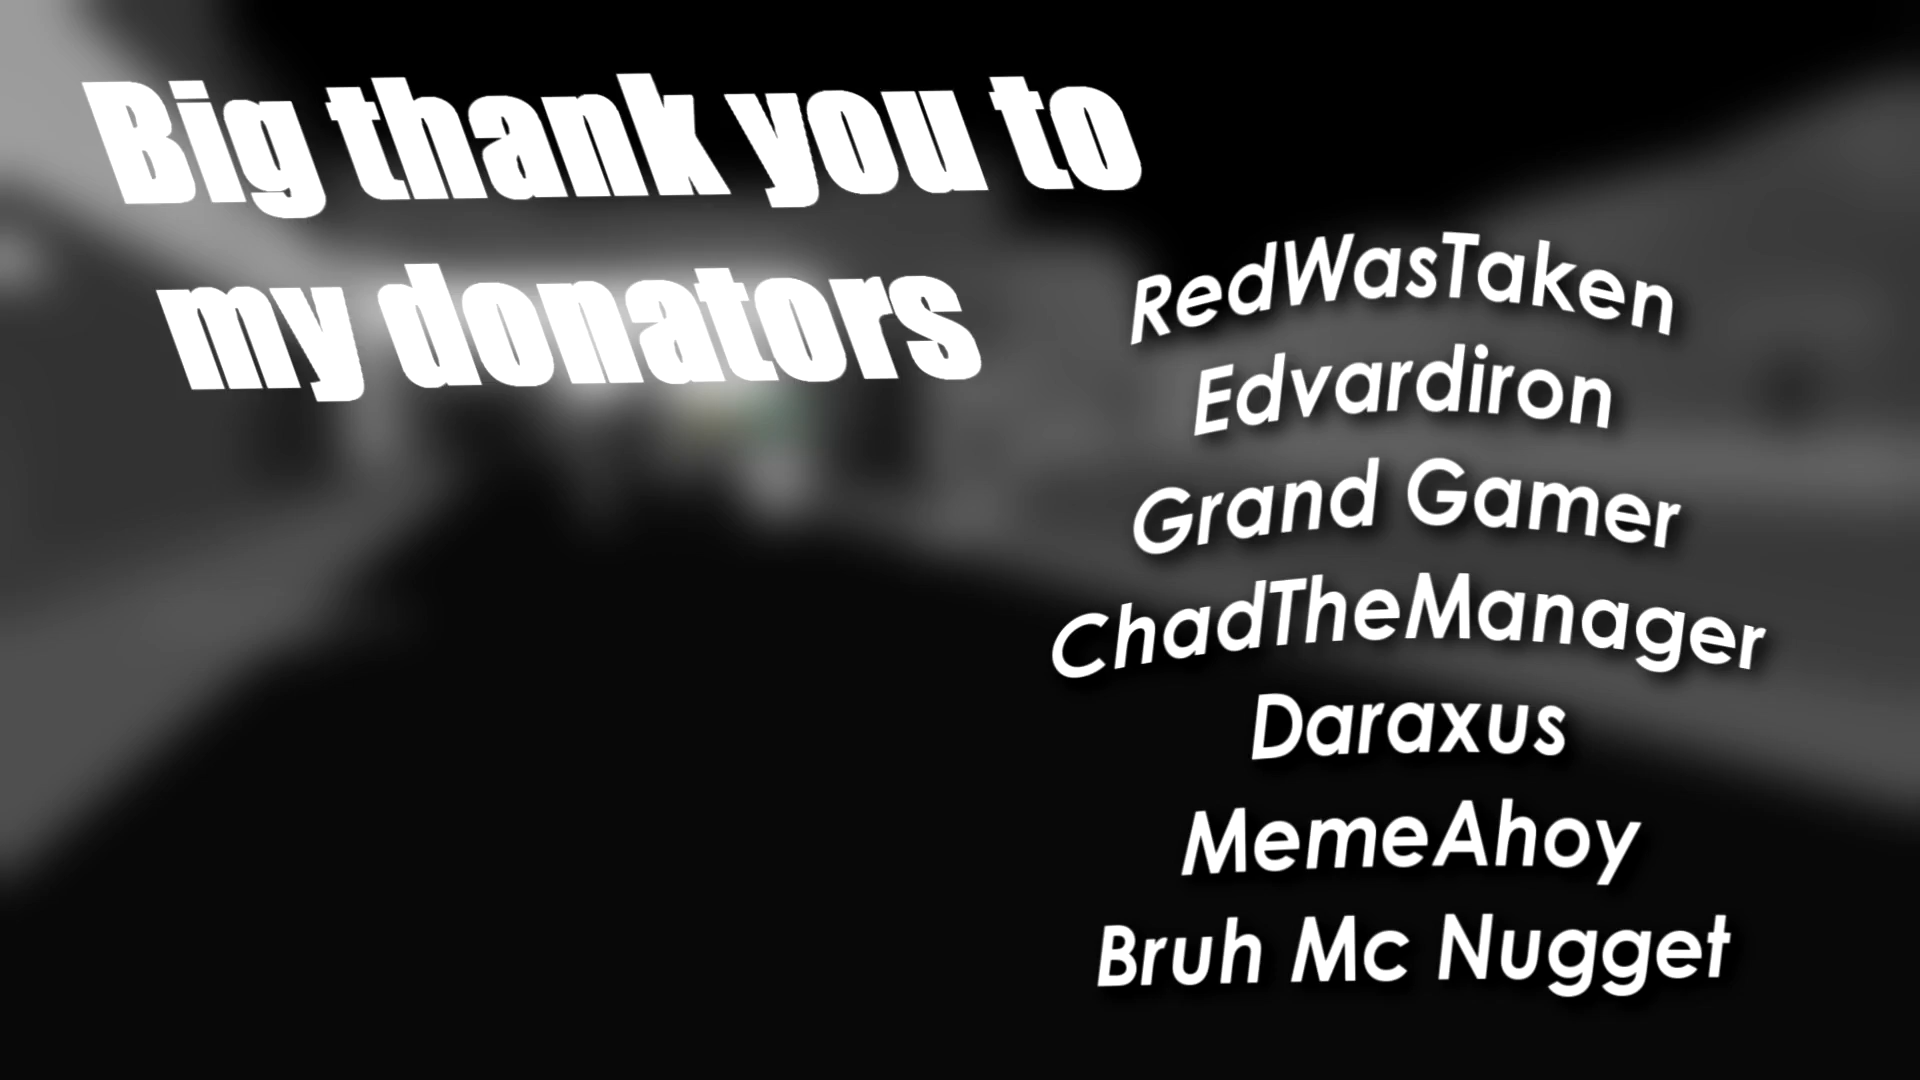 Big thank you to
my donators
RedWasTaken
Edvardiron
Grand Gamer
ChadTheManager
Daraxus
MemeAhoy
Bruh Mc Nugget